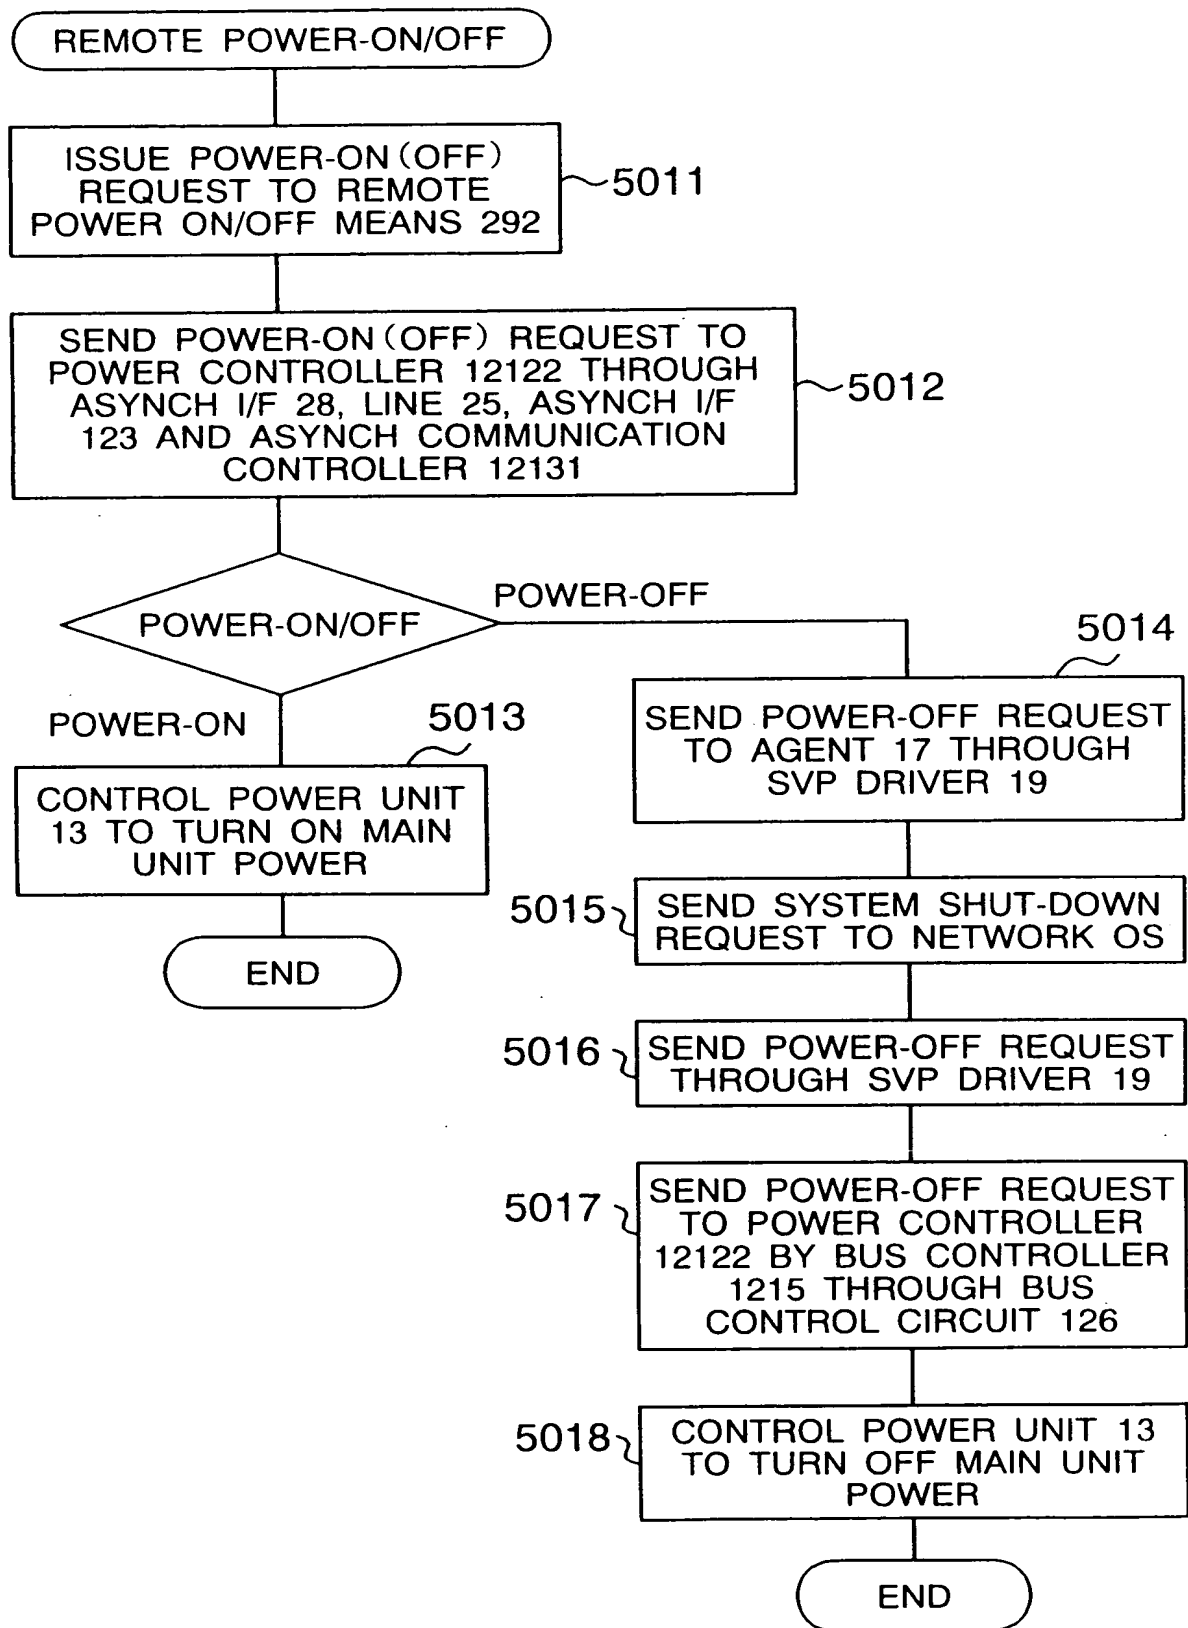 REMOTE POWER-ON/OFF
ISSUE POWER-ON (OFF)
REQUEST TO REMOTE
POWER ON/OFF MEANS 292
5011
SEND POWER-ON (OFF) REQUEST TO
POWER CONTROLLER 12122 THROUGH
ASYNCH I/F 28, LINE 25, ASYNCH I/F
123 AND ASYNCH COMMUNICATION
CONTROLLER 12131
5012
POWER-ON/OFF
POWER-OFF
POWER-ON
5013
CONTROL POWER UNIT
13 TO TURN ON MAIN
UNIT POWER
END
5014
SEND POWER-OFF REQUEST
TO AGENT 17 THROUGH
SVP DRIVER 19
5015
SEND SYSTEM SHUT-DOWN
REQUEST TO NETWORK OS
5016
SEND POWER-OFF REQUEST
THROUGH SVP DRIVER 19
5017
SEND POWER-OFF REQUEST
TO POWER CONTROLLER
12122 BY BUS CONTROLLER
1215 THROUGH BUS
CONTROL CIRCUIT 126
5018
CONTROL POWER UNIT 13
TO TURN OFF MAIN UNIT
POWER
END